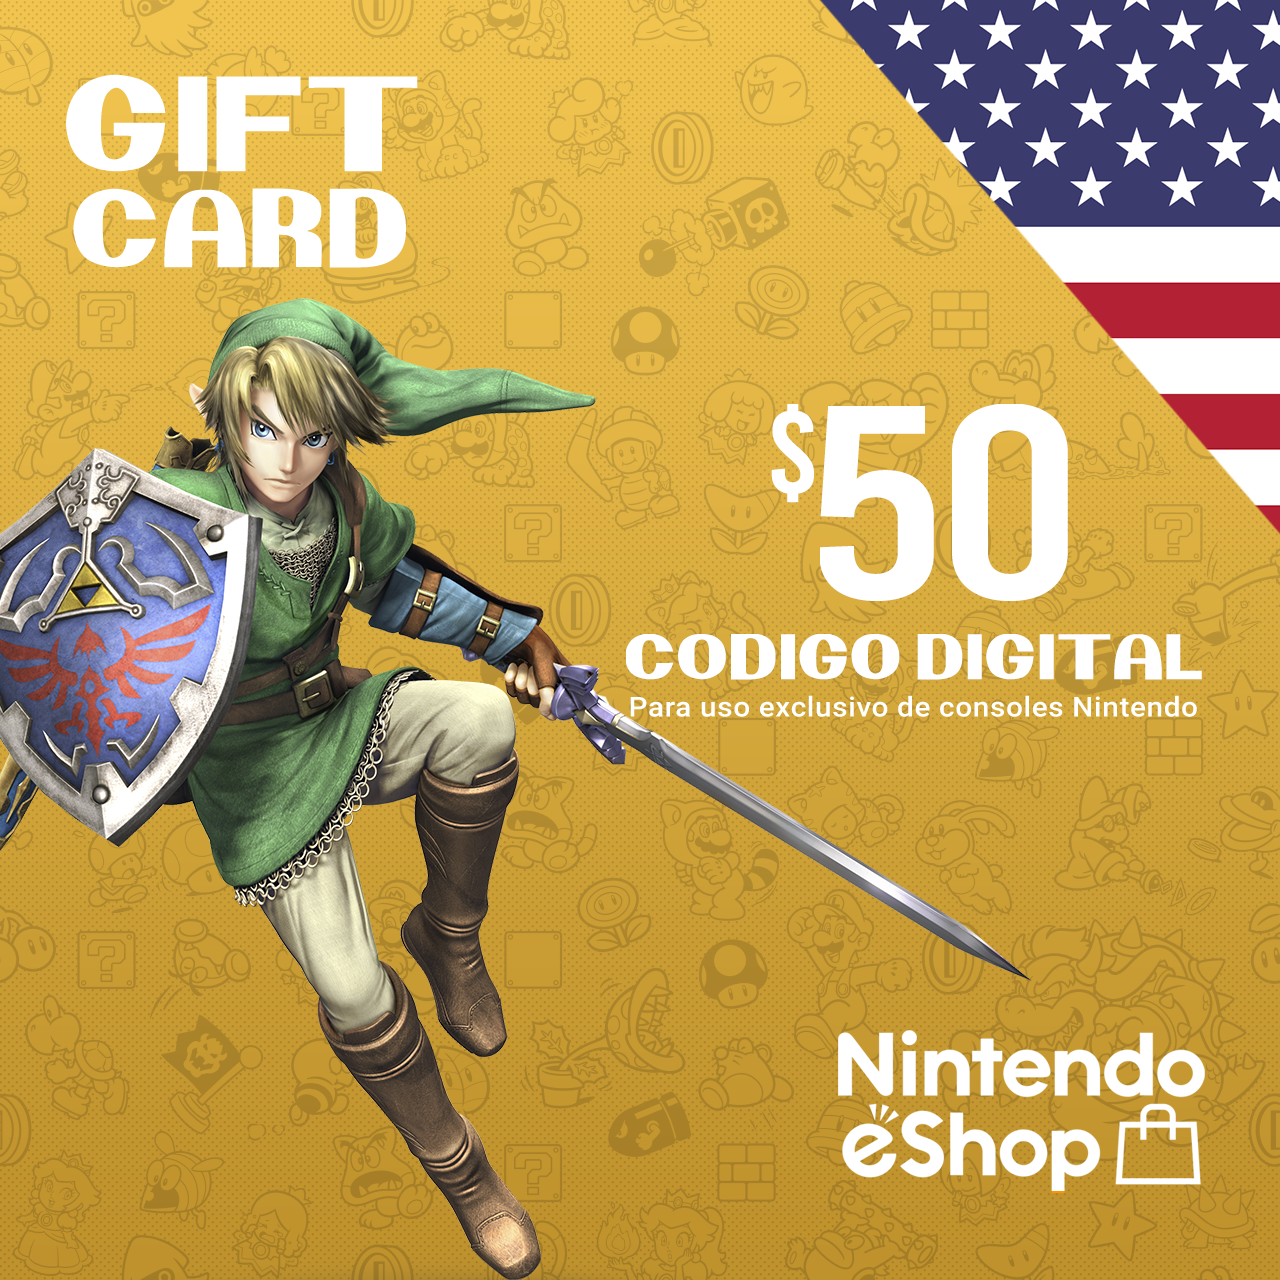 GIFT
CARD
$50
CODIGO DIGITAL
Para uso exclusivo de consoles Nintendo
Nintendo
eShop